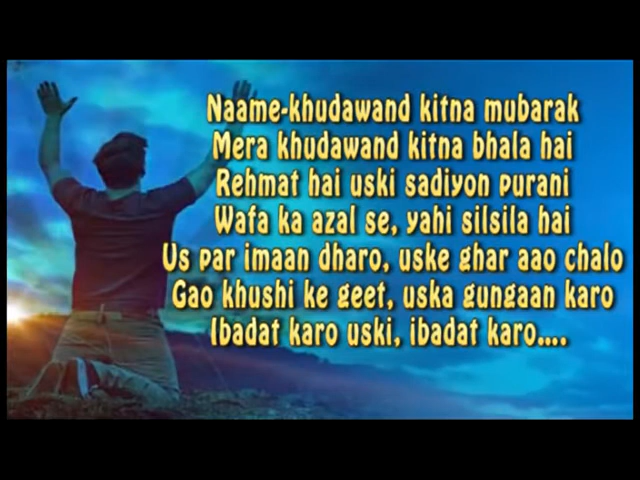 Naame-khudawand kitna mubarak
Mera khudawand kitna bhala hai
Rehmat hai uski sadiyon purani
Wafa ka azal se, yahi silsila hai
Us par imaan dharo, uske ghar aao chalo
Gao khushi ke geet, uska gungaan karo
Ibadat karo uski, ibadat karo....